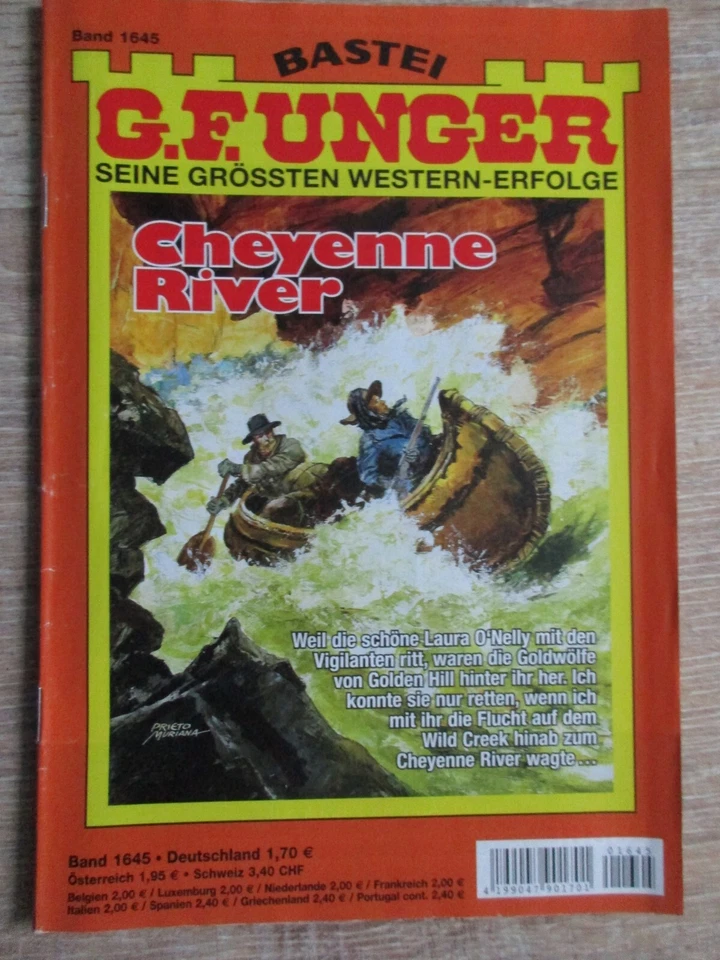 Band 1645
BASTEI
G.F. UNGER
SEINE GRÖSSTEN WESTERN-ERFOLGE
Cheyenne
River
Weil die schöne Laura O'Nelly mit den
Vigilanten ritt, waren die Goldwölfe
von Golden Hill hinter ihr her. Ich
konnte sie nur retten, wenn ich
mit ihr die Flucht auf dem
Wild Creek hinab zum
Cheyenne River wagte...
PRIETO
MURIANA
Band 1645 • Deutschland 1,70 €
Österreich 1,95 € • Schweiz 3,40 CHF
Belgien 2,00 € / Luxemburg 2,00 € / Niederlande 2,00 € / Frankreich 2,00 €
Italien 2,00 € / Spanien 2,40 € / Griechenland 2,40 € / Portugal cont. 2,40 €
01645
4 199047 901701